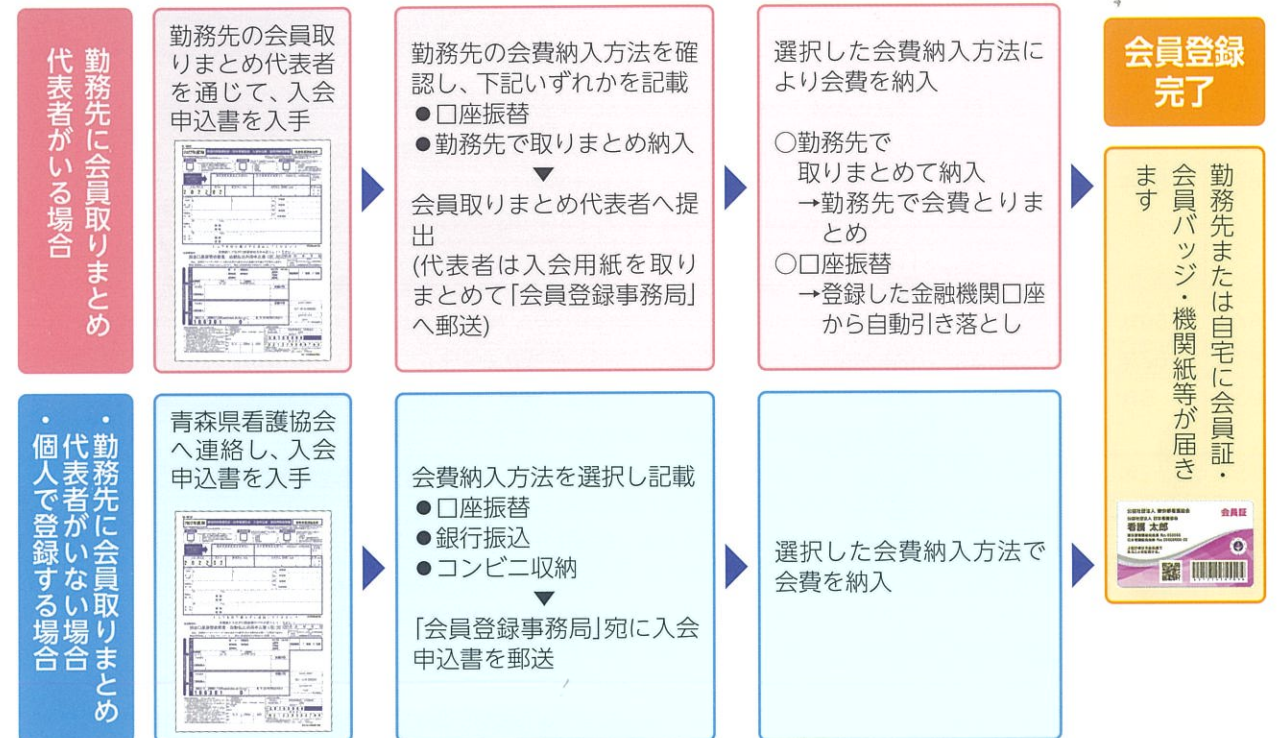 勤務先に会員取りまとめ
代表者がいる場合
勤務先の会員取
りまとめ代表者
を通じて、入会
申込書を入手
勤務先の会費納入方法を確
認し、下記いずれかを記載
●口座振替
●勤務先で取りまとめ納入
▼
会員取りまとめ代表者へ提
出
(代表者は入会用紙を取り
まとめて「会員登録事務局」
へ郵送)
選択した会費納入方法に
より会費を納入
○勤務先で
取りまとめて納入
→勤務先で会費とりま
とめ
○口座振替
→登録した金融機関口座
から自動引き落とし
・勤務先に会員取りまとめ
代表者がいない場合
・個人で登録する場合
青森県看護協会
へ連絡し、入会
申込書を入手
会費納入方法を選択し記載
●口座振替
●銀行振込
●コンビニ収納
▼
「会員登録事務局」宛に入会
申込書を郵送
選択した会費納入方法で
会費を納入
会員登録
完了
勤務先または自宅に会員証・
会員バッジ・機関紙等が届き
ます
会員証
看護 太郎